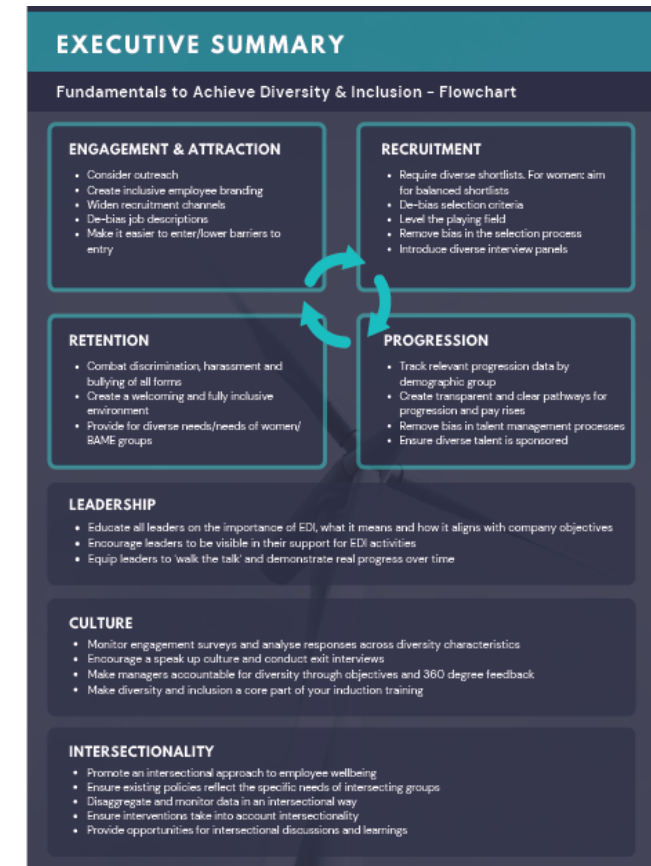 EXECUTIVE SUMMARY
Fundamentals to Achieve Diversity & Inclusion – Flowchart
ENGAGEMENT & ATTRACTION
• Consider outreach
• Create inclusive employee branding
• Widen recruitment channels
• De-bias job descriptions
• Make it easier to enter/lower barriers to
entry
RECRUITMENT
• Require diverse shortlists. For women: aim
for balanced shortlists
• De-bias selection criteria
• Level the playing field
• Remove bias in the selection process
• Introduce diverse interview panels
RETENTION
• Combat discrimination, harassment and
bullying of all forms
• Create a welcoming and fully inclusive
environment
• Provide for diverse needs/needs of women/
BAME groups
PROGRESSION
• Track relevant progression data by
demographic group
• Create transparent and clear pathways for
progression and pay rises
• Remove bias in talent management processes
• Ensure diverse talent is sponsored
LEADERSHIP
• Educate all leaders on the importance of EDI, what it means and how it aligns with company objectives
• Encourage leaders to be visible in their support for EDI activities
• Equip leaders to 'walk the talk' and demonstrate real progress over time
CULTURE
• Monitor engagement surveys and analyse responses across diversity characteristics
• Encourage a speak up culture and conduct exit interviews
• Make managers accountable for diversity through objectives and 360 degree feedback
• Make diversity and inclusion a core part of your induction training
INTERSECTIONALITY
• Promote an intersectional approach to employee wellbeing
• Ensure existing policies reflect the specific needs of intersecting groups
• Disaggregate and monitor data in an intersectional way
• Ensure interventions take into account intersectionality
• Provide opportunities for intersectional discussions and learnings